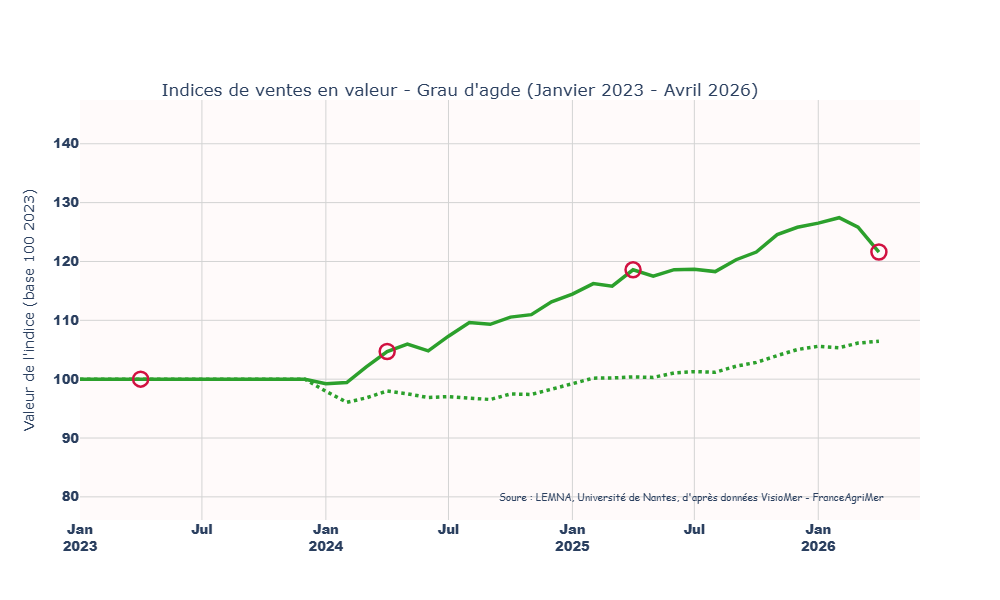 Indices de ventes en valeur - Grau d'agde (Janvier 2023 - Avril 2026)
Valeur de l'indice (base 100 2023)
140
130
120
110
100
90
80
Soure : LEMNA, Université de Nantes, d'après données VisioMer - FranceAgriMer
Jan Jul Jan Jul Jan Jul Jan
2023 2024 2025 2026